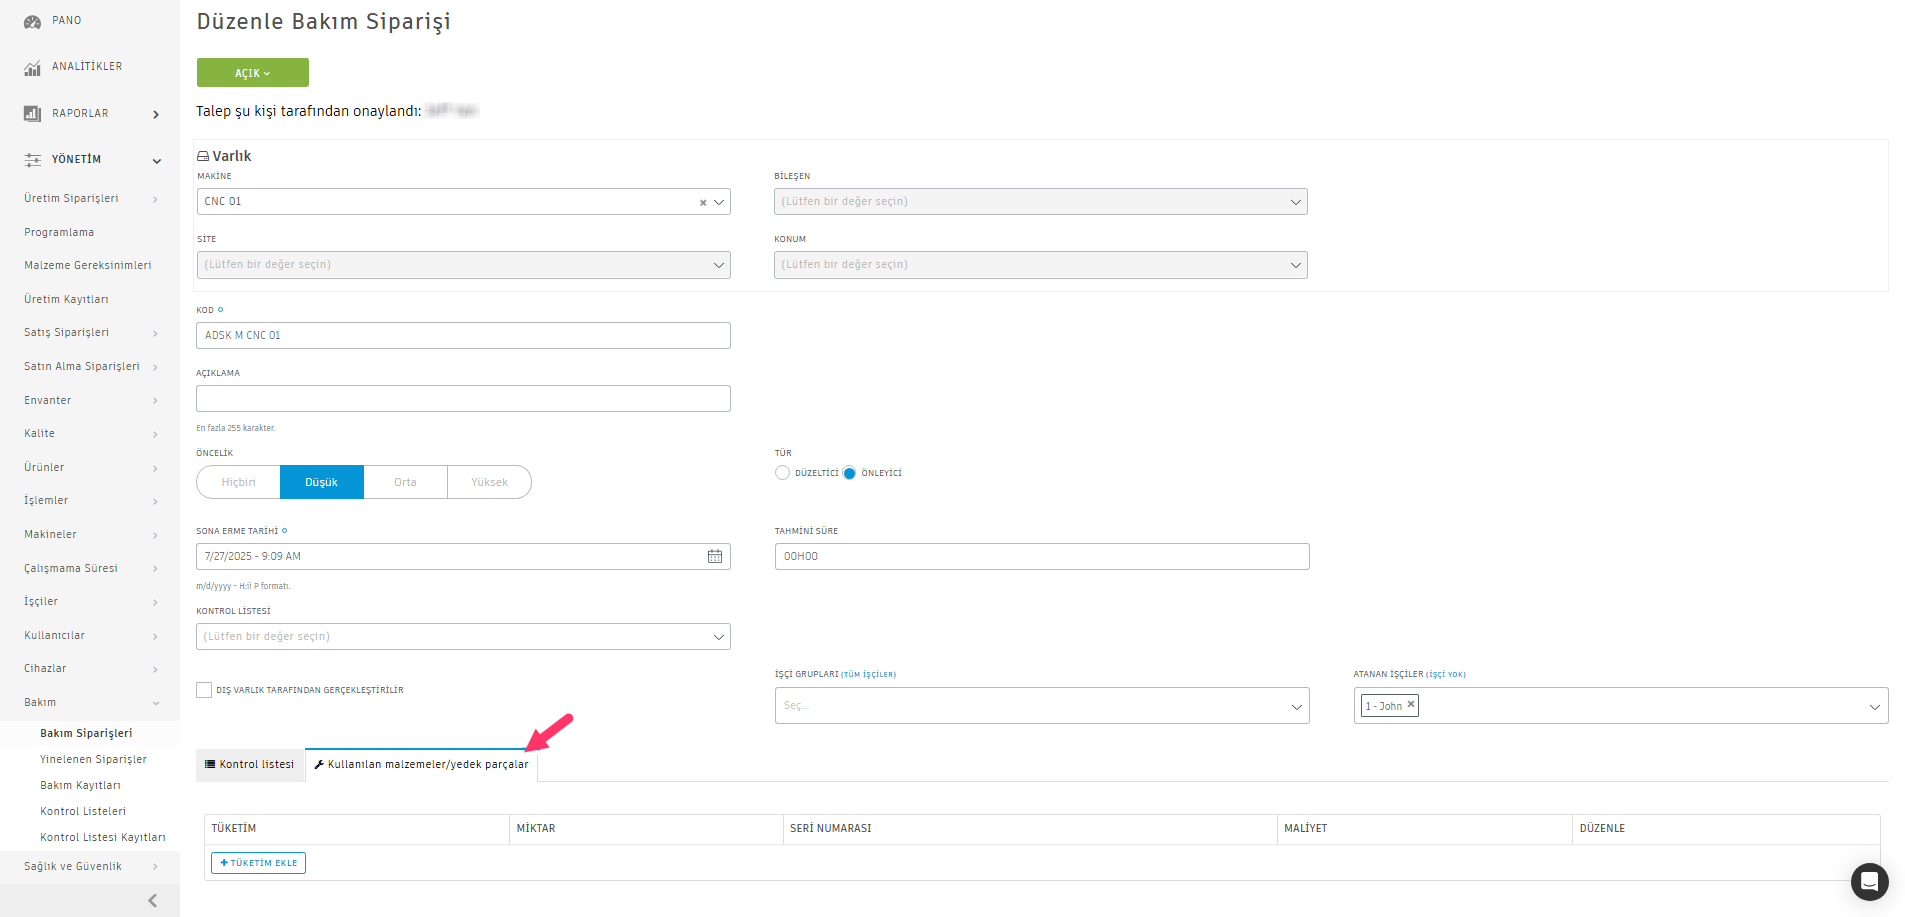 PANO
ANALİTİKLER
RAPORLAR
YÖNETİM
Üretim Siparişleri
Programlama
Malzeme Gereksinimleri
Üretim Kayıtları
Satış Siparişleri
Satın Alma Siparişleri
Envanter
Kalite
Ürünler
İşlemler
Makineler
Çalışmama Süresi
İşçiler
Kullanıcılar
Cihazlar
Bakım
Bakım Siparişleri
Yinelenen Siparişler
Bakım Kayıtları
Kontrol Listeleri
Kontrol Listesi Kayıtları
Sağlık ve Güvenlik
Düzenle Bakım Siparişi
AÇIK
Talep şu kişi tarafından onaylandı:
Varlık
MAKİNE
BİLEŞEN
CNC 01
(Lütfen bir değer seçin)
SİTE
KONUM
(Lütfen bir değer seçin)
(Lütfen bir değer seçin)
KOD
ADSK M CNC 01
AÇIKLAMA
En fazla 255 karakter.
ÖNCELİK
TÜR
Hiçbiri
Düşük
Orta
Yüksek
DÜZELTİCİ
ÖNLEYİCİ
SONA ERME TARİHİ
TAHMİNİ SÜRE
7/27/2025 - 9:09 AM
00H00
m/d/yyyy - H:ii P formatı.
KONTROL LİSTESİ
(Lütfen bir değer seçin)
İŞÇİ GRUPLARI (TÜM İŞÇİLER)
ATANAN İŞÇİLER (İŞÇİ YOK)
DIŞ VARLIK TARAFINDAN GERÇEKLEŞTİRİLİR
Seç...
1 - John
Kontrol listesi
Kullanılan malzemeler/yedek parçalar
TÜKETİM
MİKTAR
SERİ NUMARASI
MALİYET
DÜZENLE
TÜKETİM EKLE